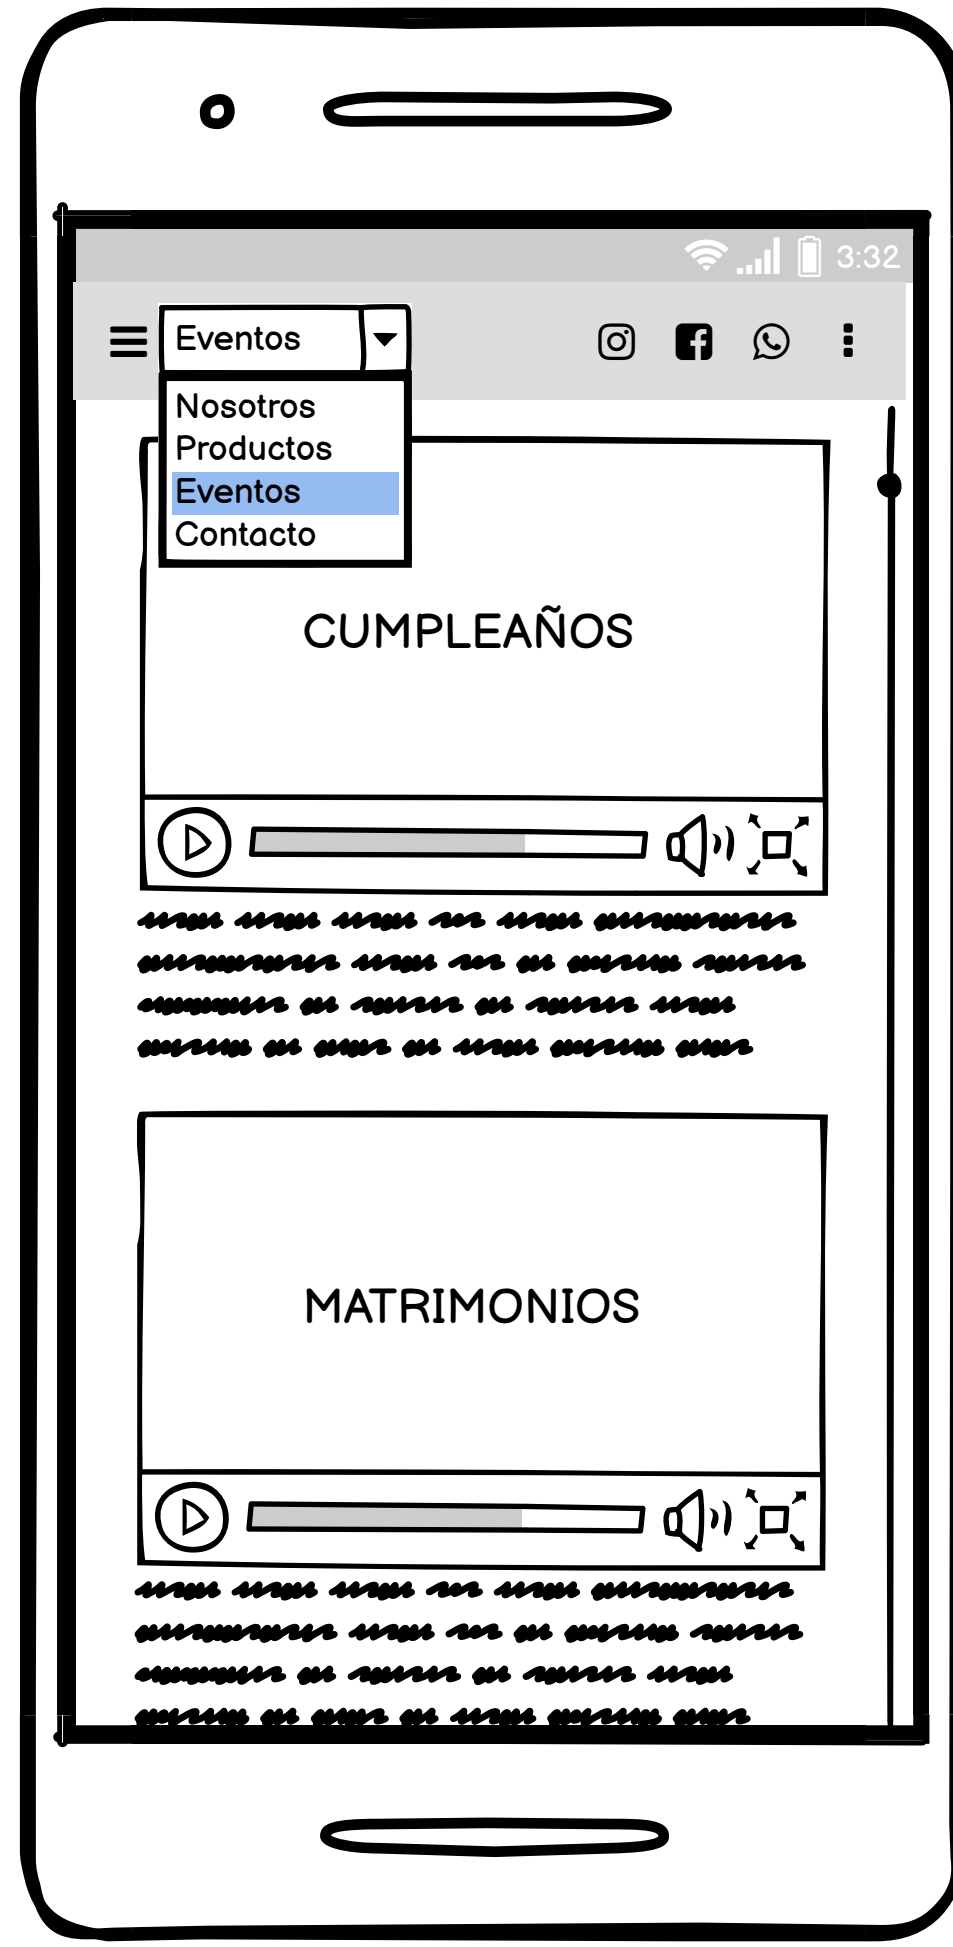 3:32
Eventos
Nosotros
Productos
Eventos
Contacto
CUMPLEAÑOS
MATRIMONIOS